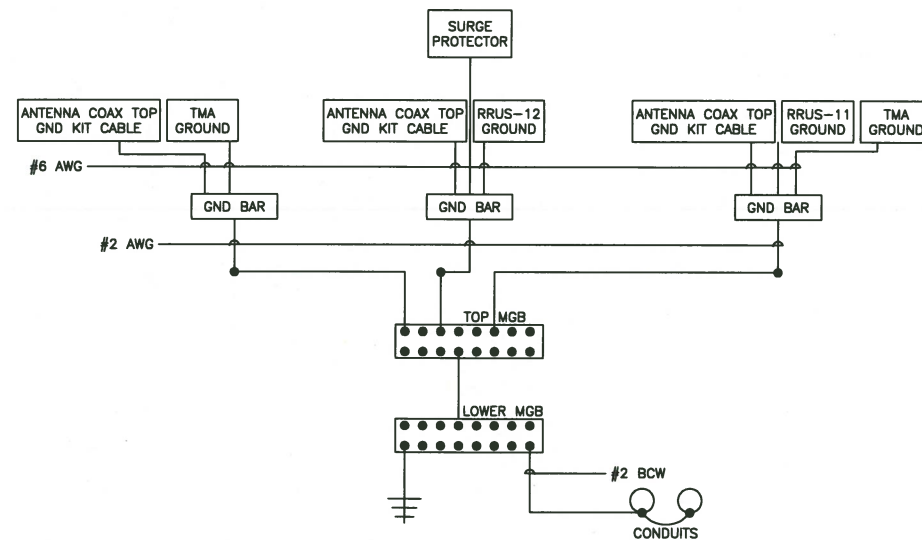 SURGE
PROTECTOR
ANTENNA COAX TOP
GND KIT CABLE
TMA
GROUND
ANTENNA COAX TOP
GND KIT CABLE
RRUS-12
GROUND
ANTENNA COAX TOP
GND KIT CABLE
RRUS-11
GROUND
TMA
GROUND
#6 AWG
GND BAR
GND BAR
GND BAR
#2 AWG
TOP MGB
LOWER MGB
#2 BCW
CONDUITS